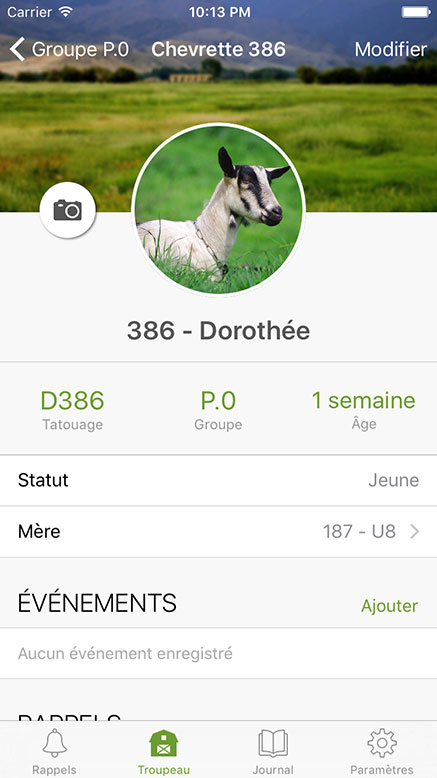 Carrier 10:13 PM
Groupe P.0 Chevrette 386 Modifier
386 - Dorothée
D386 P.0 1 semaine
Tatouage Groupe Âge
Statut Jeune
Mère 187 - U8
ÉVÉNEMENTS Ajouter
Aucun événement enregistré
RAPPELS
Rappels Troupeau Journal Paramètres